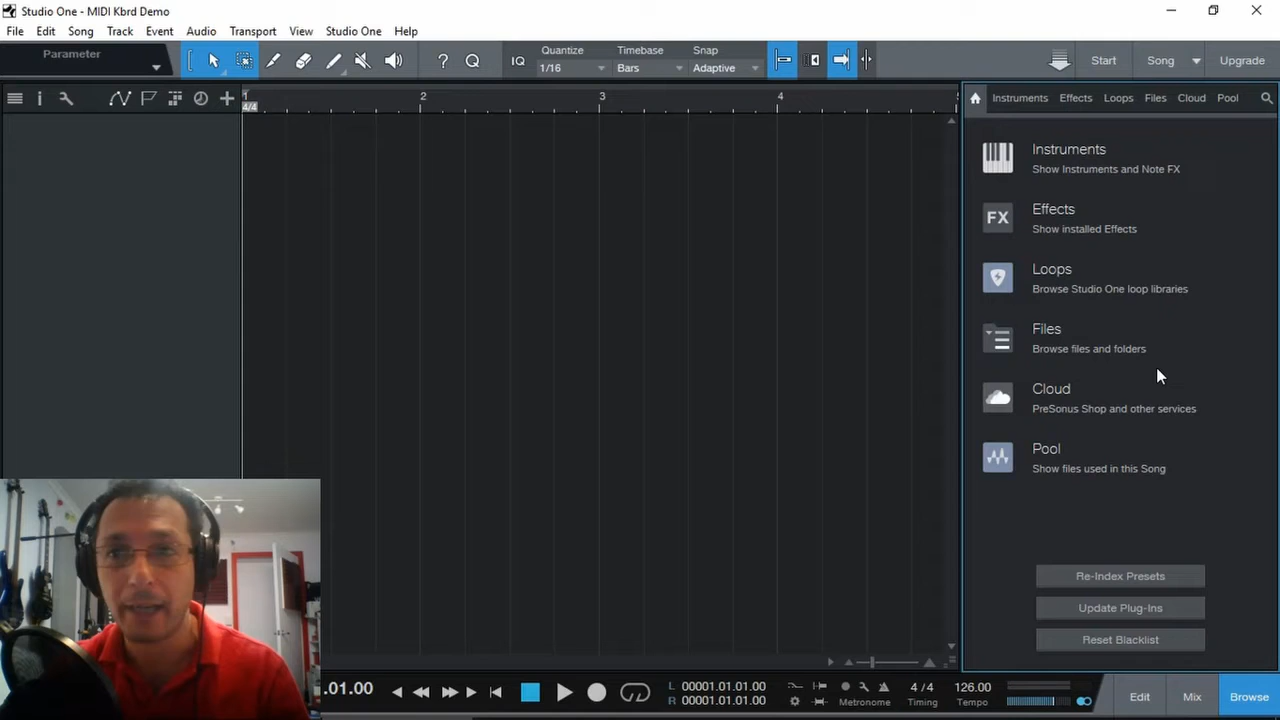 Studio One - MIDI Kbrd Demo
File Edit Song Track Event Audio Transport View Studio One Help
Parameter
? Q IQ
Quantize
1/16
Timebase
Bars
Snap
Adaptive
Start Song Upgrade
i
1 2 3 4 5
4/4
Instruments Effects Loops Files Cloud Pool
Instruments
Show Instruments and Note FX
FX
Effects
Show installed Effects
Loops
Browse Studio One loop libraries
Files
Browse files and folders
Cloud
PreSonus Shop and other services
Pool
Show files used in this Song
Re-Index Presets
Update Plug-Ins
Reset Blacklist
.01.00
L 00001.01.01.00
R 00001.01.01.00
Metronome
4 / 4
Timing
126.00
Tempo
Edit Mix Browse